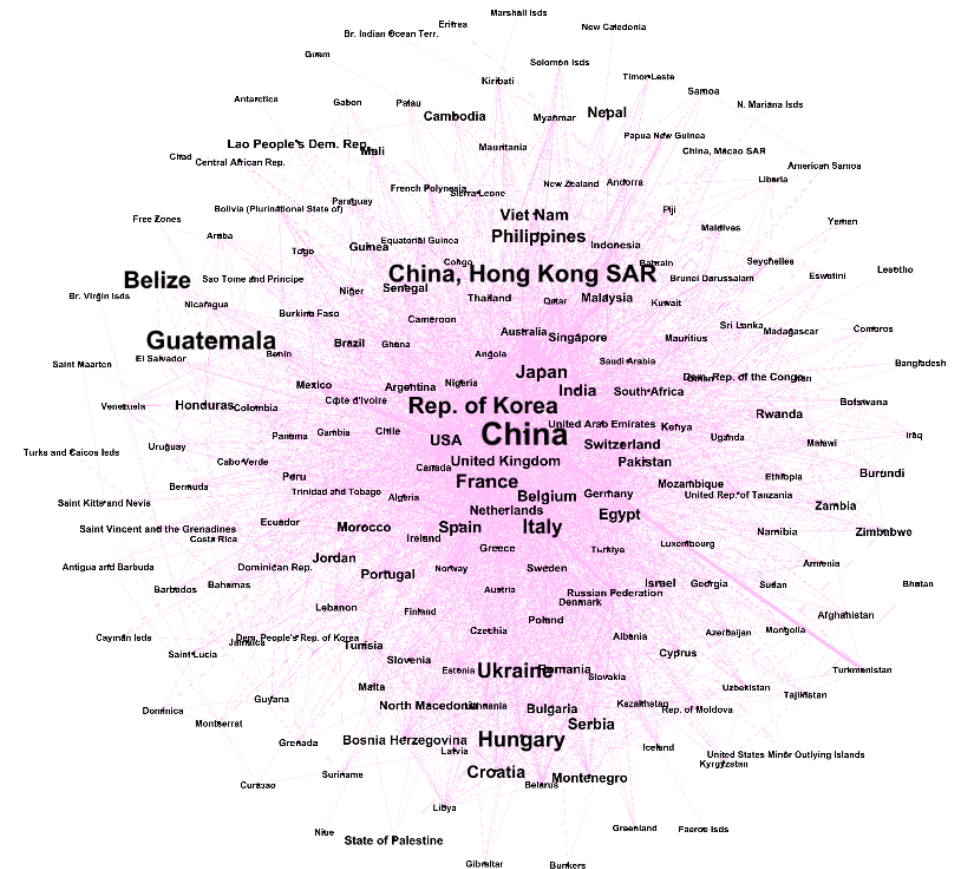 Marshall Isds
Eritrea
New Caledonia
Br. Indian Ocean Terr.
Guam
Solomon Isds
Kiribati
Timor-Leste
Samoa
Antarctica
Gabon
Palau
N. Mariana Isds
Cambodia
Myanmar
Nepal
Papua New Guinea
Lao People's Dem. Rep.
Mali
Mauritania
China, Macao SAR
Chad
Central African Rep.
American Samoa
French Polynesia
Sierra Leone
New Zealand
Andorra
Liberia
Paraguay
Bolivia (Plurinational State of)
Viet Nam
Fiji
Free Zones
Yemen
Maldives
Aruba
Philippines
Equatorial Guinea
Guinea
Indonesia
Togo
Congo
Bahrain
Seychelles
China, Hong Kong SAR
Belize
Sao Tome and Principe
Brunei Darussalam
Eswatini
Lesotho
Senegal
Niger
Br. Virgin Isds
Thailand
Qatar
Malaysia
Kuwait
Nicaragua
Burkina Faso
Cameroon
Sri Lanka
Madagascar
Comoros
Australia
Singapore
Mauritius
Guatemala
Brazil
Ghana
Benin
Angola
El Salvador
Saudi Arabia
Saint Maarten
Bangladesh
Japan
Dem. Rep. of the Congo
Oman
Iran
Mexico
Argentina
Nigeria
India
South Africa
Côte d'Ivoire
Botswana
Venezuela
Honduras
Colombia
Rep. of Korea
Rwanda
United Arab Emirates
Kenya
Gambia
Chile
China
Panama
USA
Uganda
Iraq
Switzerland
Malawi
Uruguay
Turks and Caicos Isds
Cabo Verde
United Kingdom
Pakistan
Canada
Peru
Ethiopia
Burundi
Bermuda
France
Mozambique
Trinidad and Tobago
Algeria
Belgium
Germany
United Rep. of Tanzania
Saint Kitts and Nevis
Netherlands
Egypt
Zambia
Ecuador
Morocco
Spain
Italy
Saint Vincent and the Grenadines
Namibia
Zimbabwe
Costa Rica
Ireland
Greece
Türkiye
Luxembourg
Jordan
Antigua and Barbuda
Dominican Rep.
Norway
Sweden
Armenia
Portugal
Bahamas
Barbados
Austria
Israel
Georgia
Sudan
Bhutan
Russian Federation
Denmark
Lebanon
Finland
Afghanistan
Poland
Czechia
Albania
Azerbaijan
Mongolia
Cayman Isds
Dem. People's Rep. of Korea
Jamaica
Tunisia
Saint Lucia
Cyprus
Slovenia
Estonia
Ukraine
Romania
Slovakia
Turkmenistan
Malta
Uzbekistan
Tajikistan
Guyana
North Macedonia
Lithuania
Bulgaria
Kazakhstan
Rep. of Moldova
Dominica
Montserrat
Serbia
Grenada
Bosnia Herzegovina
Latvia
Hungary
Iceland
United States Minor Outlying Islands
Kyrgyzstan
Suriname
Croatia
Montenegro
Curaçao
Belarus
Libya
Niue
State of Palestine
Greenland
Faeroe Isds
Gibraltar
Bunkers